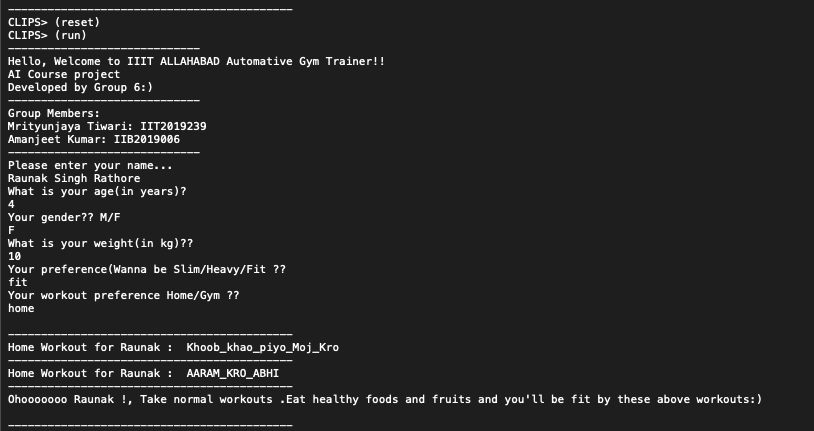 --------------------------------------------
CLIPS> (reset)
CLIPS> (run)
------------------------------
Hello, Welcome to IIIT ALLAHABAD Automative Gym Trainer!!
AI Course project
Developed by Group 6:)
------------------------------
Group Members:
Mrityunjaya Tiwari: IIT2019239
Amanjeet Kumar: IIB2019006
------------------------------
Please enter your name...
Raunak Singh Rathore
What is your age(in years)?
4
Your gender?? M/F
F
What is your weight(in kg)??
10
Your preference(Wanna be Slim/Heavy/Fit ??
fit
Your workout preference Home/Gym ??
home
--------------------------------------------
Home Workout for Raunak :  Khoob_khao_piyo_Moj_Kro
--------------------------------------------
Home Workout for Raunak :  AARAM_KRO_ABHI
--------------------------------------------
Ohooooooo Raunak !, Take normal workouts .Eat healthy foods and fruits and you'll be fit by these above workouts:)
--------------------------------------------